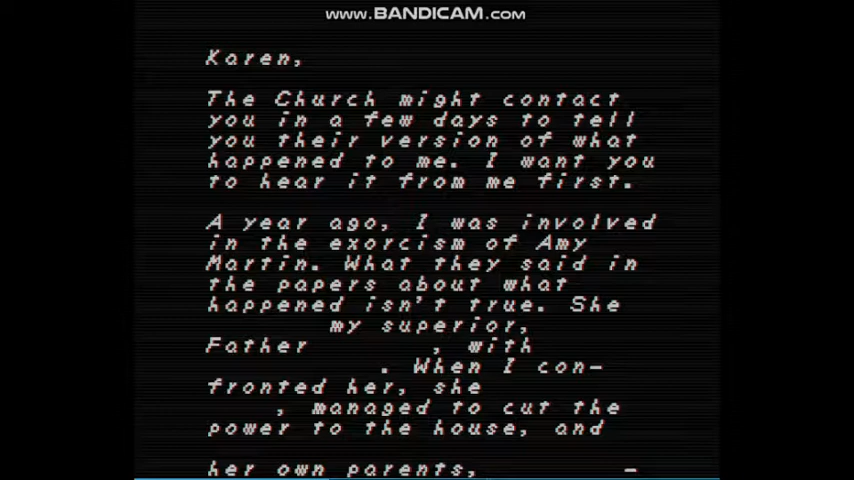 www.BANDICAM.com
Karen,
The Church might contact
you in a few days to tell
you their version of what
happened to me. I want you
to hear it from me first.
A year ago, I was involved
in the exorcism of Amy
Martin. What they said in
the papers about what
happened isn't true. She
my superior,
Father , with
. When I con-
fronted her, she
, managed to cut the
power to the house, and
her own parents, -